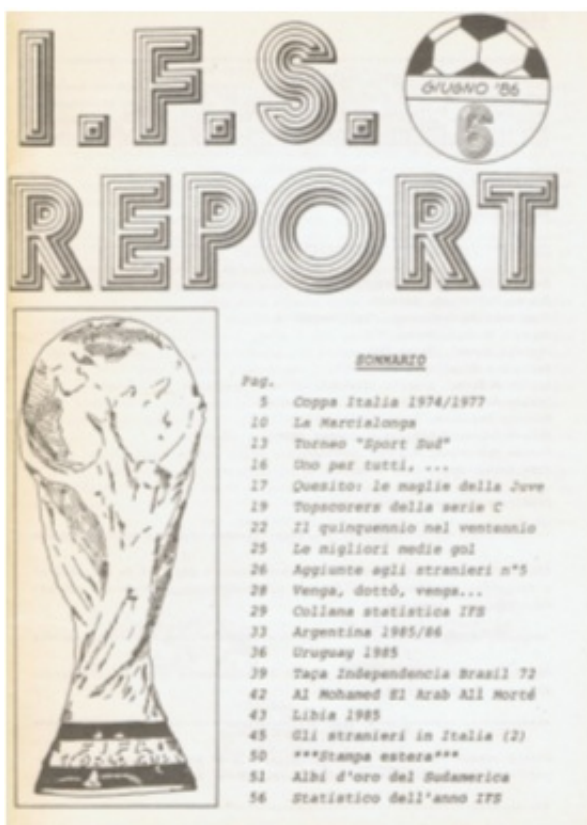 I.F.S.
GIUGNO '86
6
REPORT
SOMMARIO
Pag.
5 Coppa Italia 1974/1977
10 La Marcialonga
13 Torneo "Sport Sud"
16 Uno per tutti, ...
17 Quesito: le maglie della Juve
19 Topscorers della serie C
22 Il quinquennio nel ventennio
25 Le migliori medie gol
26 Aggiunte agli stranieri n°5
28 Venga, dottó, venga...
29 Collana statistica IFS
33 Argentina 1985/86
36 Uruguay 1985
39 Taça Independencia Brasil 72
42 Al Mohamed El Arab All Morté
43 Libia 1985
45 Gli stranieri in Italia (2)
50 ***Stampa estera***
51 Albi d'oro del Sudamerica
56 Statistico dell'anno IFS